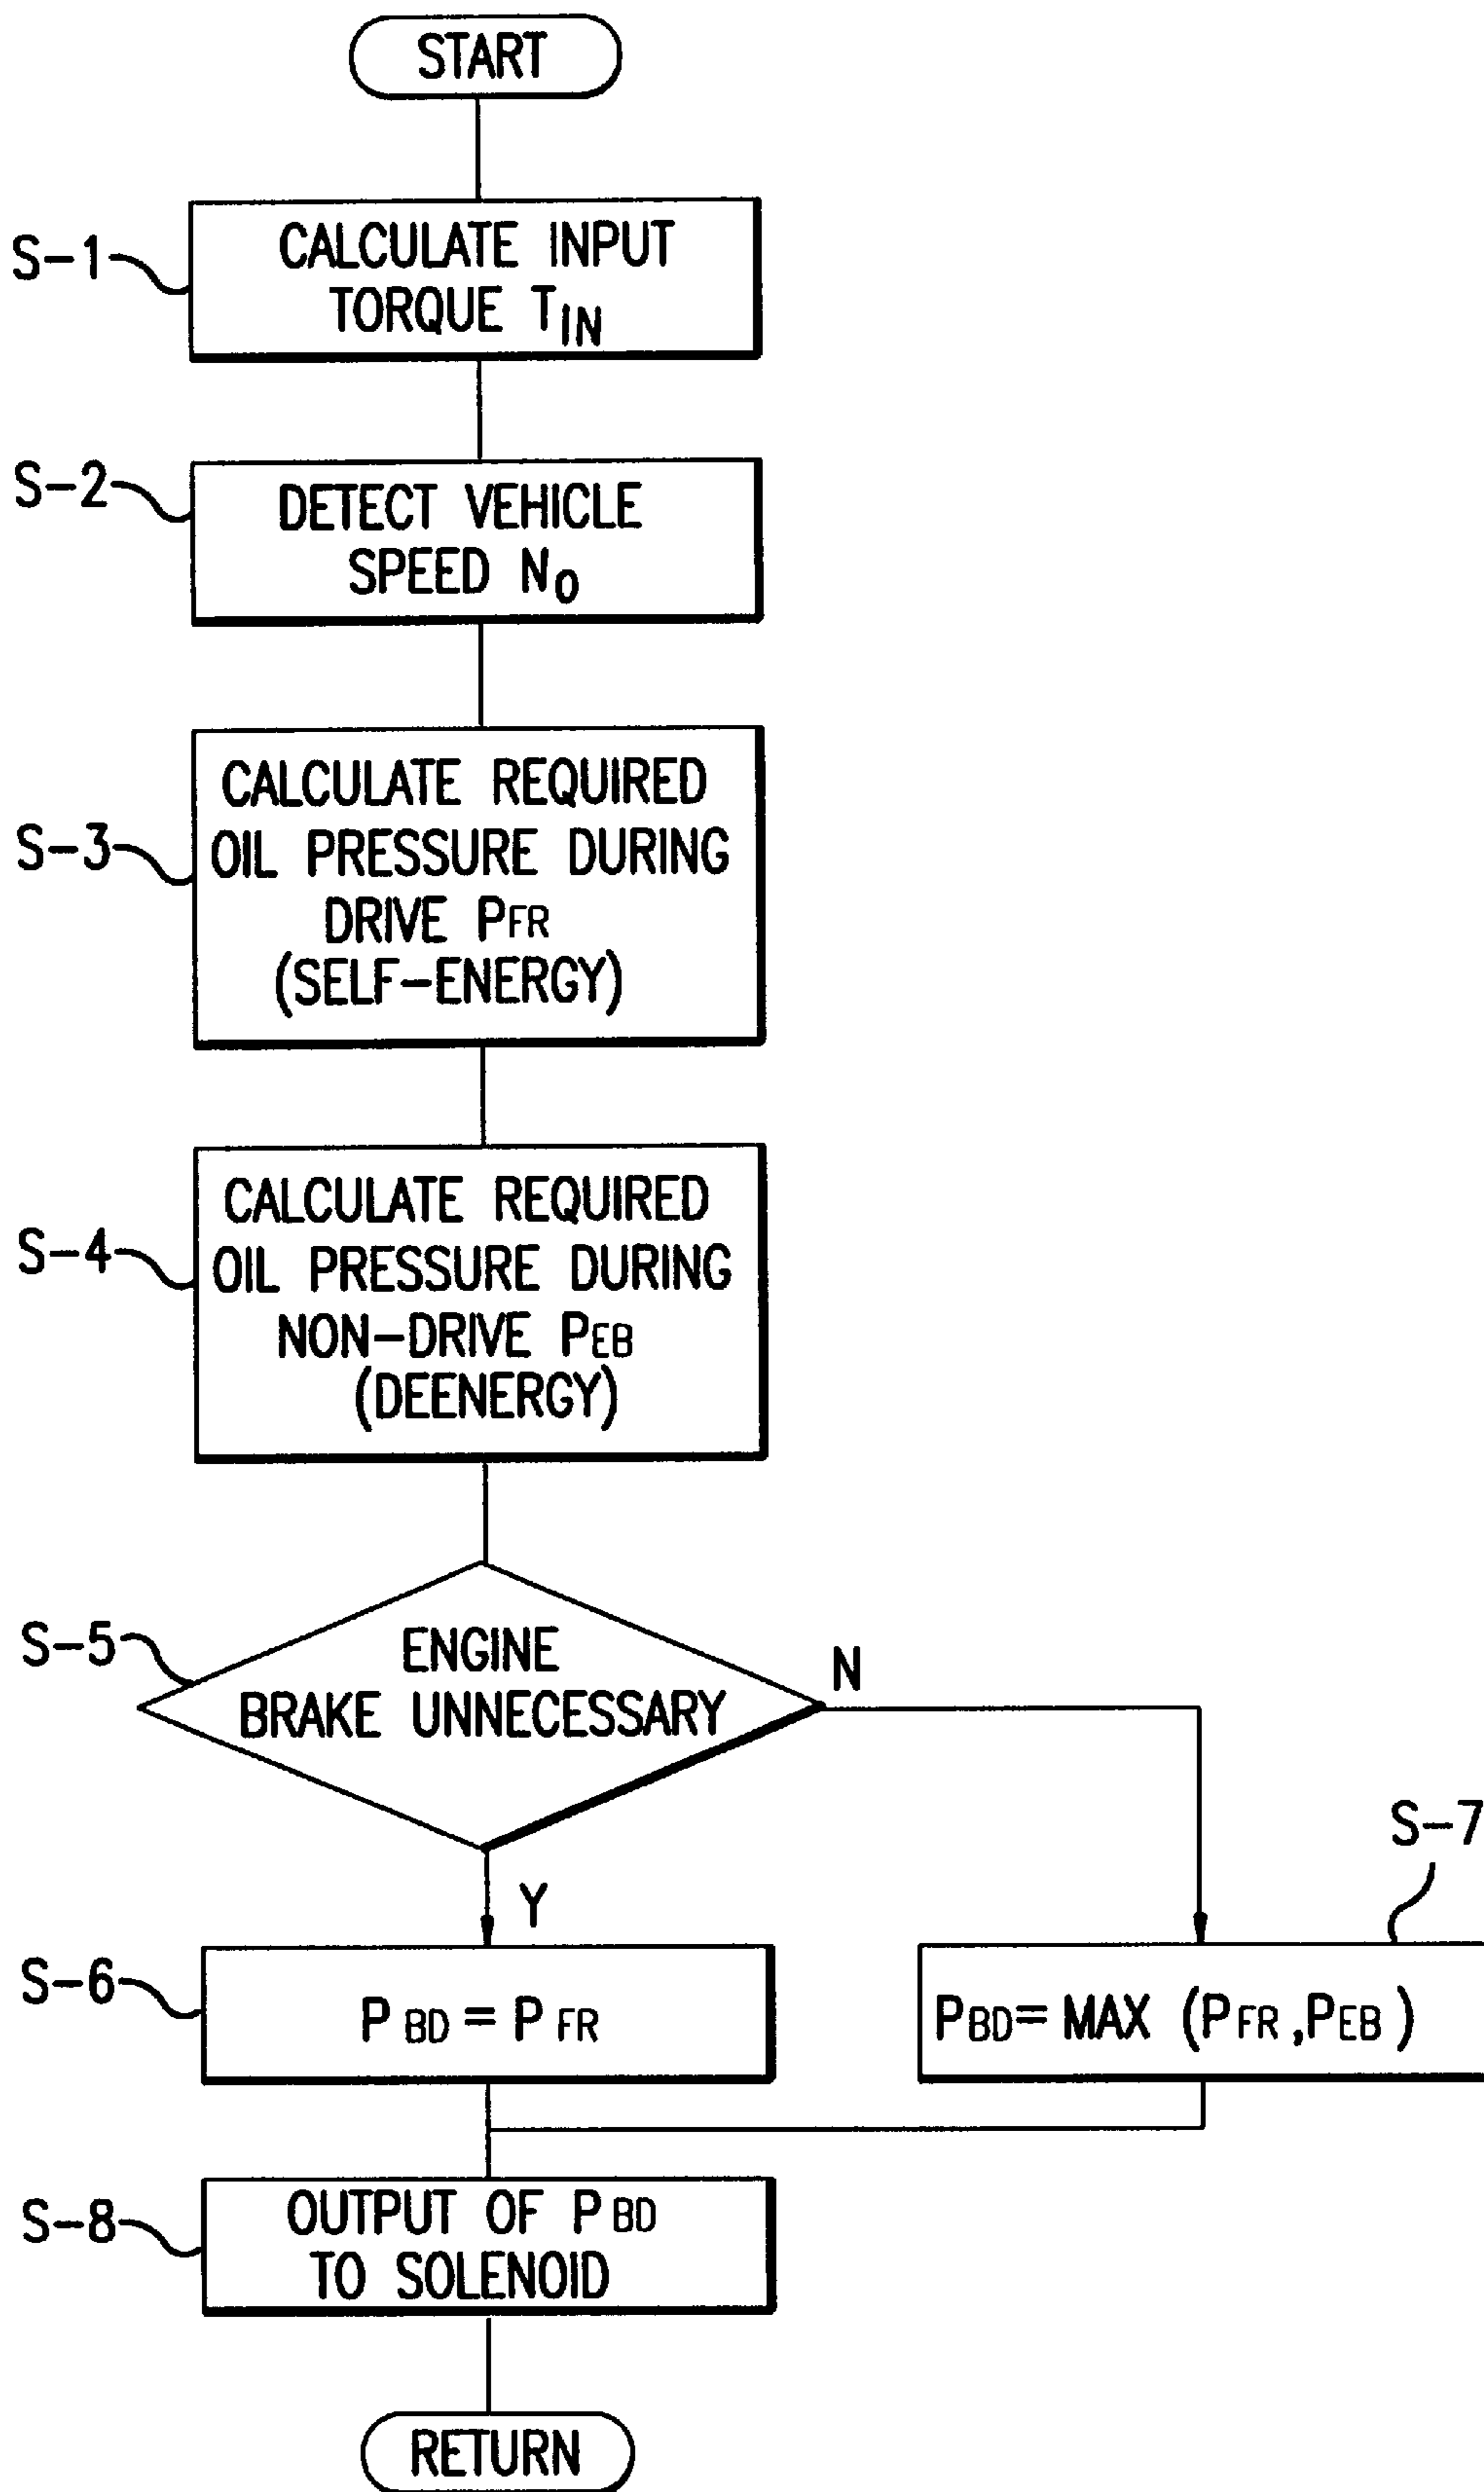 START
S-1
CALCULATE INPUT
TORQUE TIN
S-2
DETECT VEHICLE
SPEED NO
S-3
CALCULATE REQUIRED
OIL PRESSURE DURING
DRIVE PFR
(SELF-ENERGY)
S-4
CALCULATE REQUIRED
OIL PRESSURE DURING
NON-DRIVE PEB
(DEENERGY)
S-5
ENGINE
BRAKE UNNECESSARY
N
Y
S-6
PBD = PFR
S-7
PBD= MAX (PFR,PEB)
S-8
OUTPUT OF PBD
TO SOLENOID
RETURN